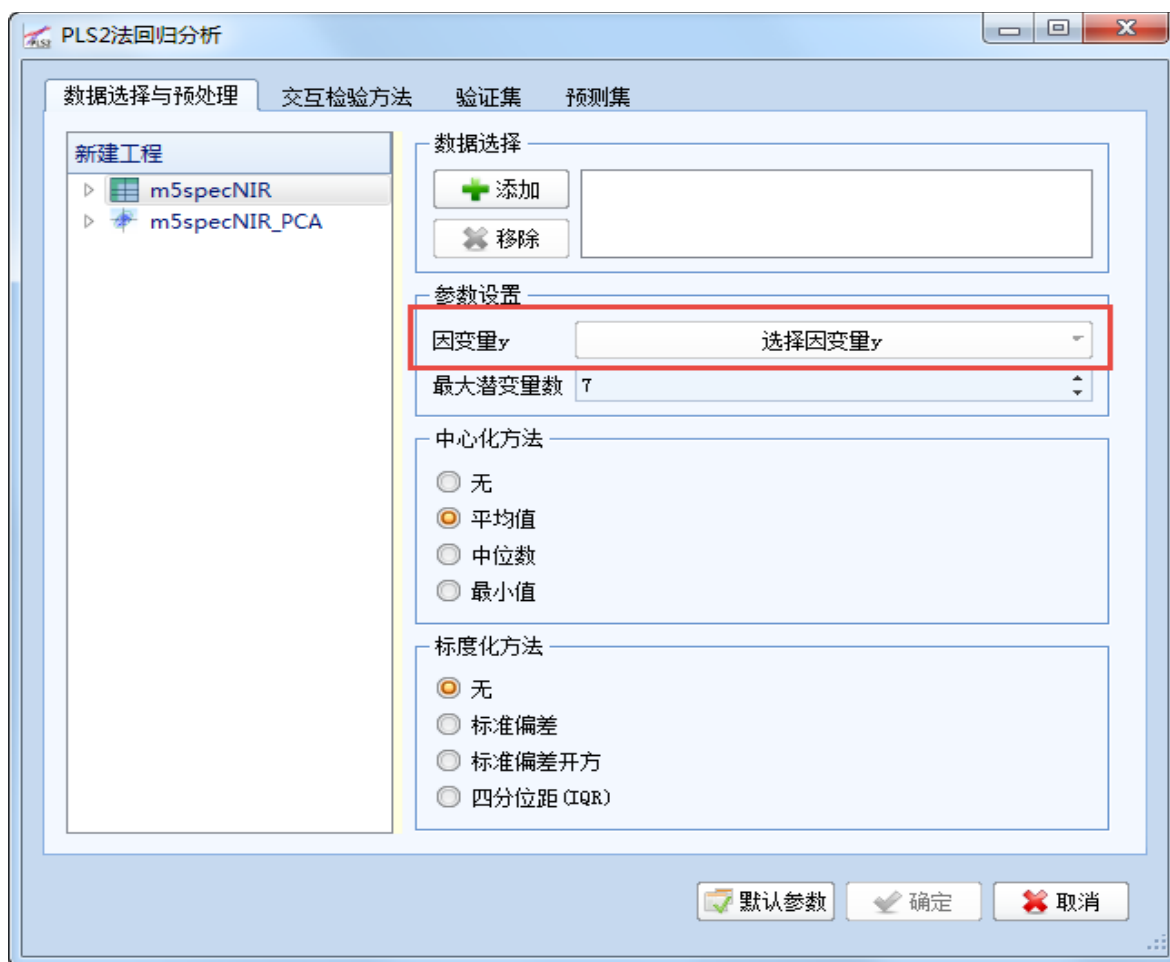 PLS2法回归分析
数据选择与预处理 交互检验方法 验证集 预测集
新建工程
m5specNIR
m5specNIR_PCA
数据选择
添加
移除
参数设置
因变量y 选择因变量y
最大潜变量数 7
中心化方法
无
平均值
中位数
最小值
标度化方法
无
标准偏差
标准偏差开方
四分位距(IQR)
默认参数 确定 取消